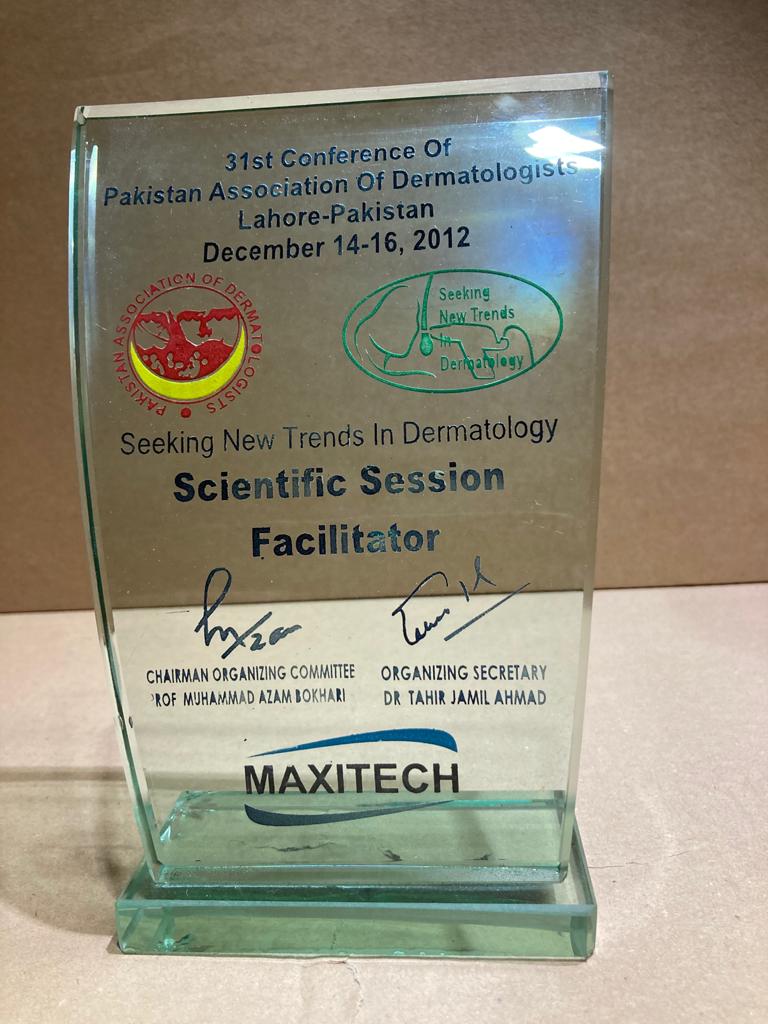 31st Conference Of
Pakistan Association Of Dermatologists
Lahore-Pakistan
December 14-16, 2012
PAKISTAN ASSOCIATION OF DERMATOLOGISTS
Seeking
New Trends
In
Dermatology
Seeking New Trends In Dermatology
Scientific Session
Facilitator
CHAIRMAN ORGANIZING COMMITTEE
PROF MUHAMMAD AZAM BOKHARI
ORGANIZING SECRETARY
DR TAHIR JAMIL AHMAD
MAXITECH